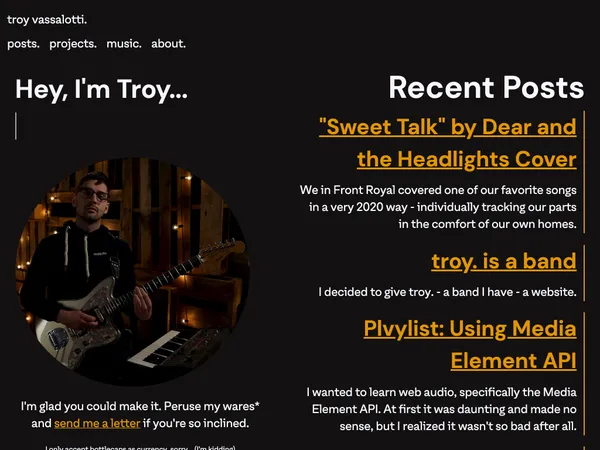 troy vassalotti.
posts. projects. music. about.
Hey, I'm Troy...
I'm glad you could make it. Peruse my wares*
and send me a letter if you're so inclined.
I only accept bottlecaps as currency, sorry... (I'm kidding)
Recent Posts
"Sweet Talk" by Dear and
the Headlights Cover
We in Front Royal covered one of our favorite songs
in a very 2020 way - individually tracking our parts
in the comfort of our own homes.
troy. is a band
I decided to give troy. - a band I have - a website.
Plvylist: Using Media
Element API
I wanted to learn web audio, specifically the Media
Element API. At first it was daunting and made no
sense, but I realized it wasn't so bad after all.